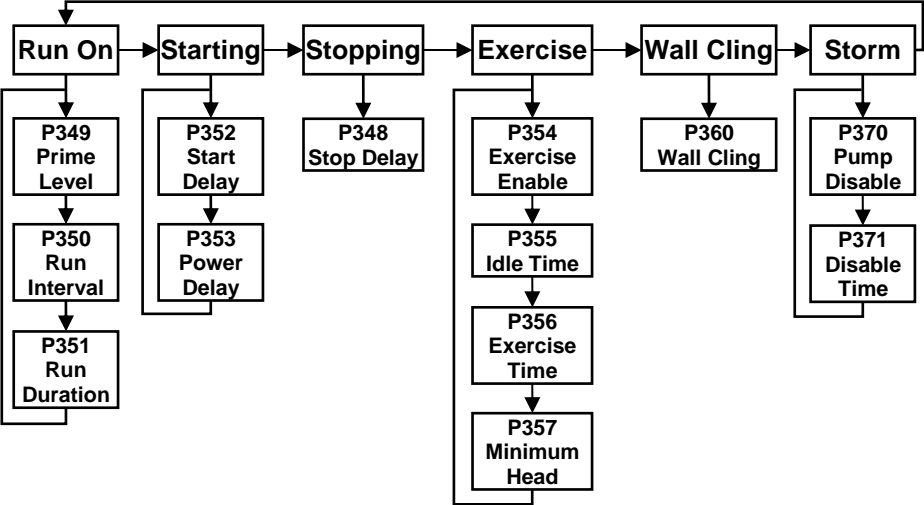 Run On
Starting
Stopping
Exercise
Wall Cling
Storm
P349
Prime
Level
P350
Run
Interval
P351
Run
Duration
P352
Start
Delay
P353
Power
Delay
P348
Stop Delay
P354
Exercise
Enable
P355
Idle Time
P356
Exercise
Time
P357
Minimum
Head
P360
Wall Cling
P370
Pump
Disable
P371
Disable
Time